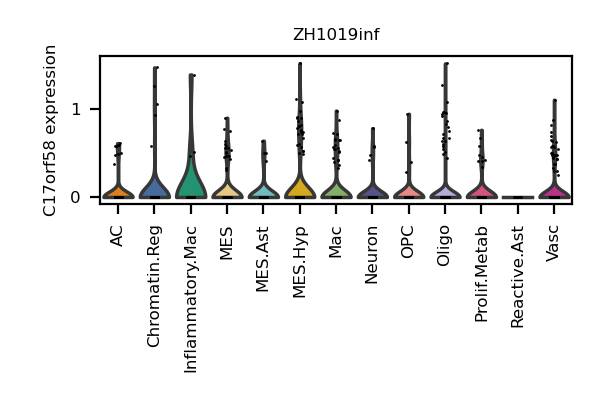 ZH1019inf
C17orf58 expression
1
0
AC
Chromatin.Reg
Inflammatory.Mac
MES
MES.Ast
MES.Hyp
Mac
Neuron
OPC
Oligo
Prolif.Metab
Reactive.Ast
Vasc